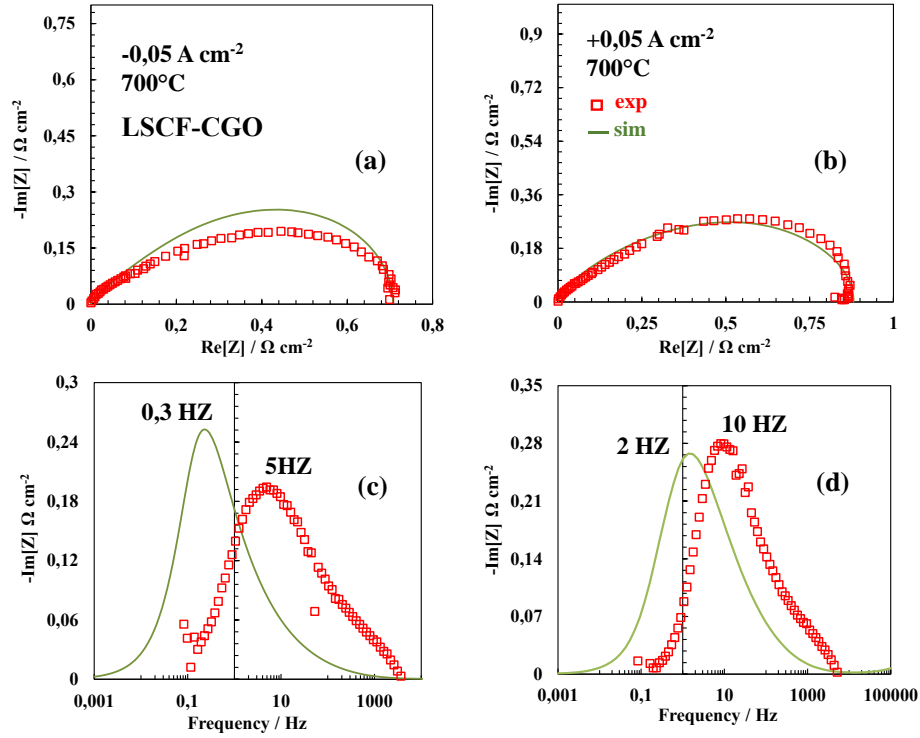 -0,05 A cm-2
700°C
LSCF-CGO
(a)
-Im[Z] / Ω cm-2
0,75
0,6
0,45
0,3
0,15
0
0
0,2
0,4
0,6
0,8
Re[Z] / Ω cm-2
+0,05 A cm-2
700°C
exp
sim
(b)
-Im[Z] / Ω cm-2
0,9
0,72
0,54
0,36
0,18
0
0
0,25
0,5
0,75
1
Re[Z] / Ω cm-2
0,3 HZ
5HZ
(c)
-Im[Z] Ω cm-2
0,3
0,24
0,18
0,12
0,06
0
0,001
0,1
10
1000
Frequency / Hz
2 HZ
10 HZ
(d)
-Im[Z] Ω cm-2
0,35
0,28
0,21
0,14
0,07
0
0,001
0,1
10
1000
100000
Frequency / Hz